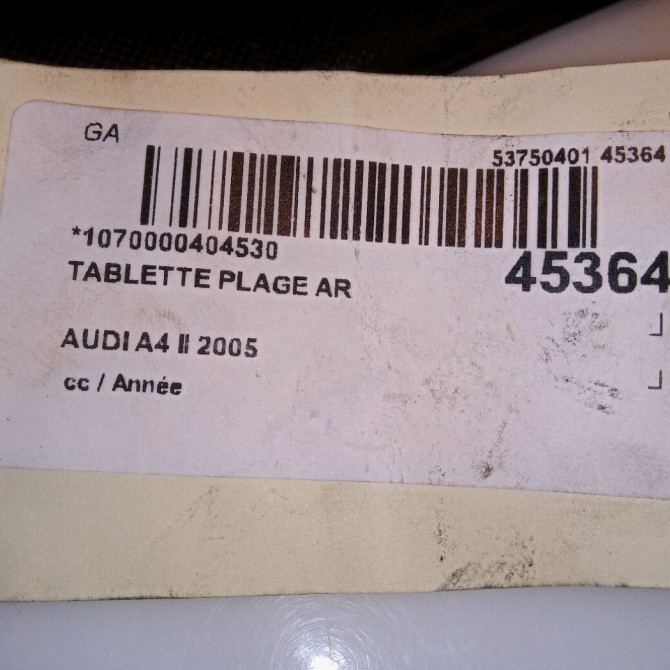 GA
53750401 45364
*1070000404530
45364
TABLETTE PLAGE AR
AUDI A4 II 2005
cc / Année